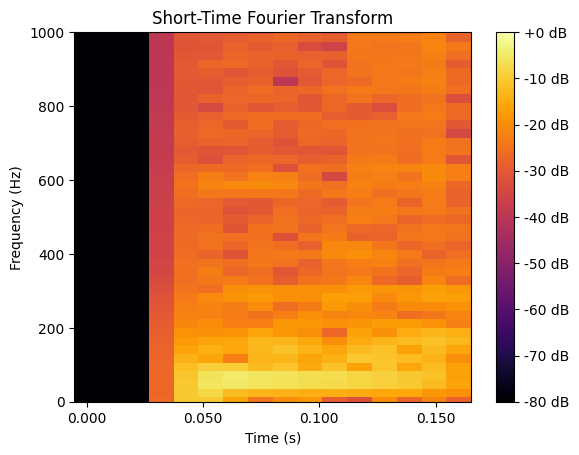 Short-Time Fourier Transform
1000
800
600
400
200
0
Frequency (Hz)
0.000
0.050
0.100
0.150
Time (s)
+0 dB
-10 dB
-20 dB
-30 dB
-40 dB
-50 dB
-60 dB
-70 dB
-80 dB